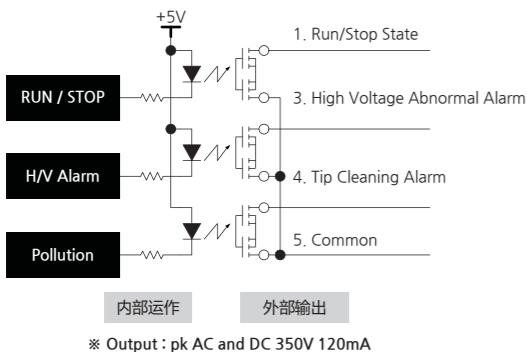 +5V
1. Run/Stop State
RUN / STOP
3. High Voltage Abnormal Alarm
H/V Alarm
4. Tip Cleaning Alarm
5. Common
Pollution
内部运作
外部输出
※ Output : pk AC and DC 350V 120mA